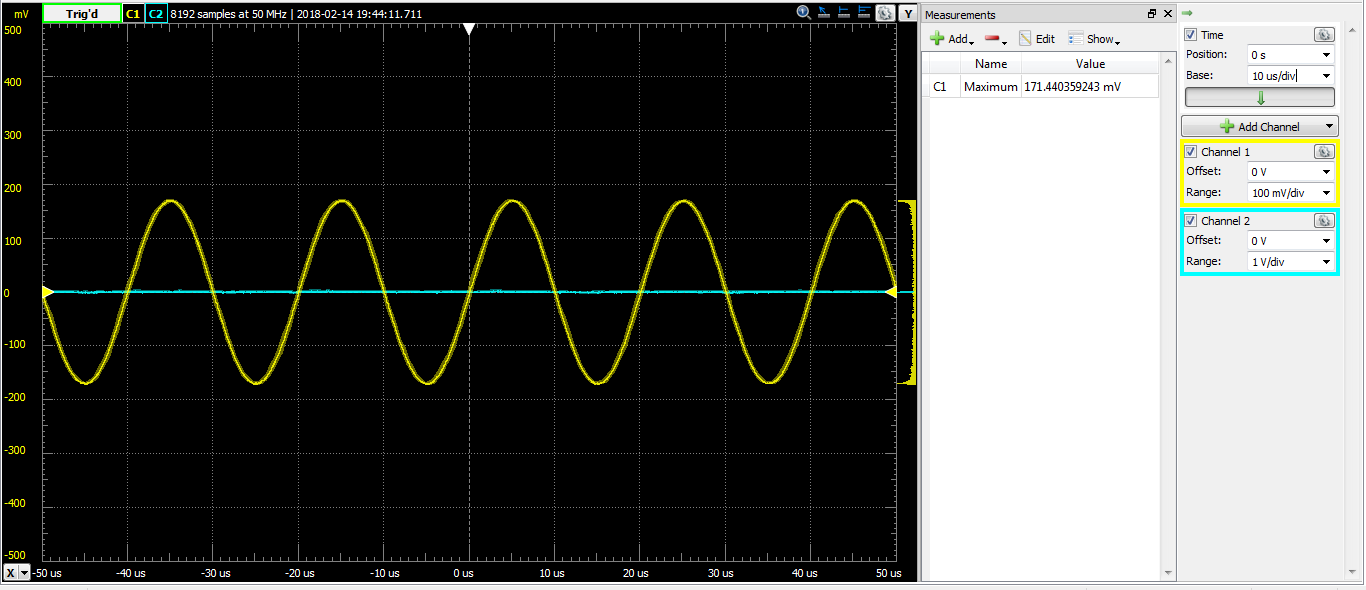 mV Trig'd C1 C2 8192 samples at 50 MHz | 2018-02-14 19:44:11.711 Y
500
400
300
200
100
0
-100
-200
-300
-400
-500
X -50 us -40 us -30 us -20 us -10 us 0 us 10 us 20 us 30 us 40 us 50 us
Measurements
Add Edit Show
Name Value
C1 Maximum 171.440359243 mV
Time
Position: 0 s
Base: 10 us/div
Add Channel
Channel 1
Offset: 0 V
Range: 100 mV/div
Channel 2
Offset: 0 V
Range: 1 V/div